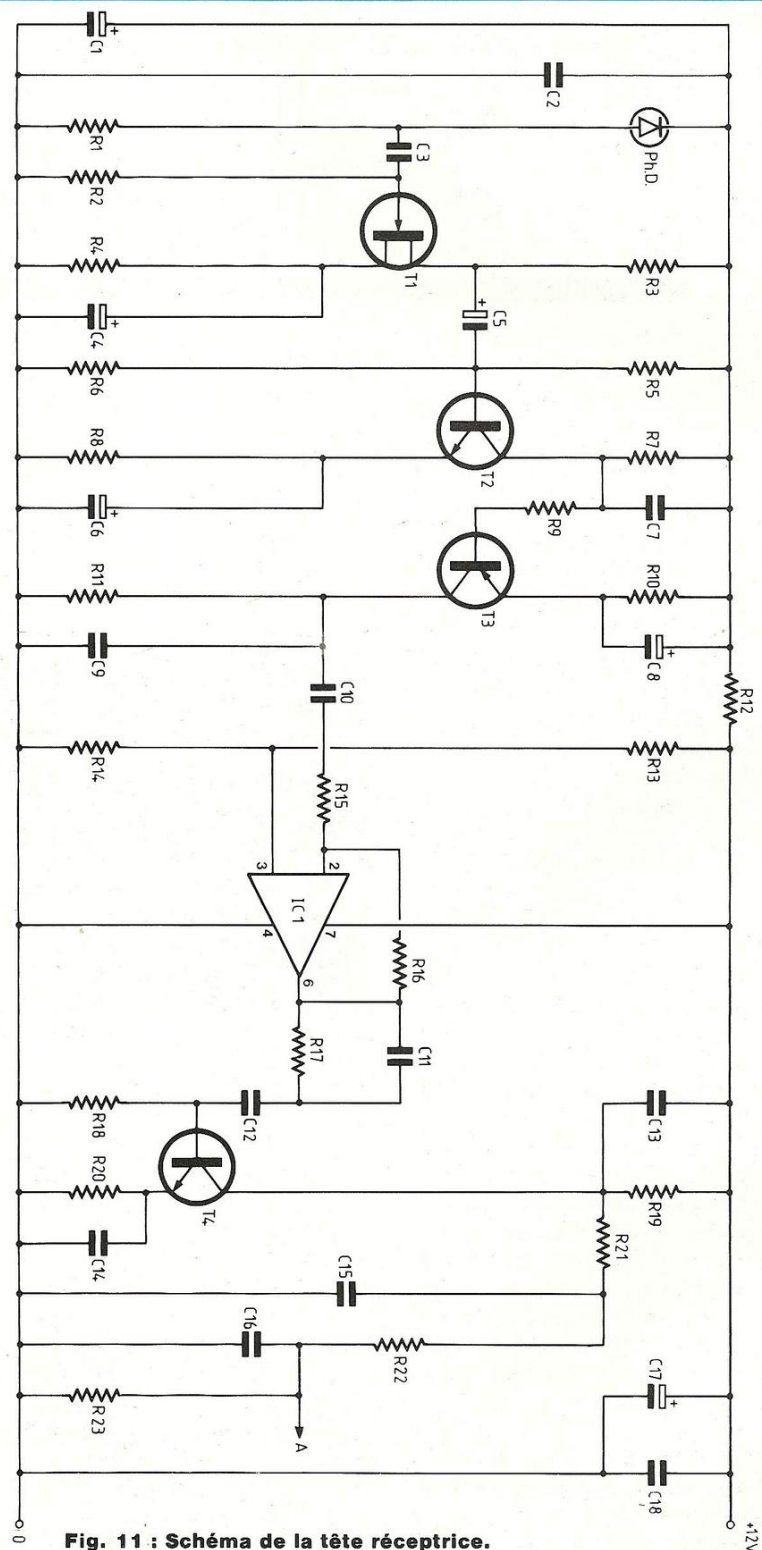 C1
+
C2
Ph.D.
R1
C3
R2
T1
R3
R4
C4
+
C5
+
R5
R6
T2
R7
C7
R8
C6
+
R9
T3
R10
C8
+
R11
C9
C10
R12
R13
R14
R15
3
2
IC1
4
7
6
R16
R17
C11
C12
R18
C13
R19
R20
T4
C14
R21
C15
C16
R22
A
R23
C17
+
C18
0
+12V
Fig. 11 : Schéma de la tête réceptrice.